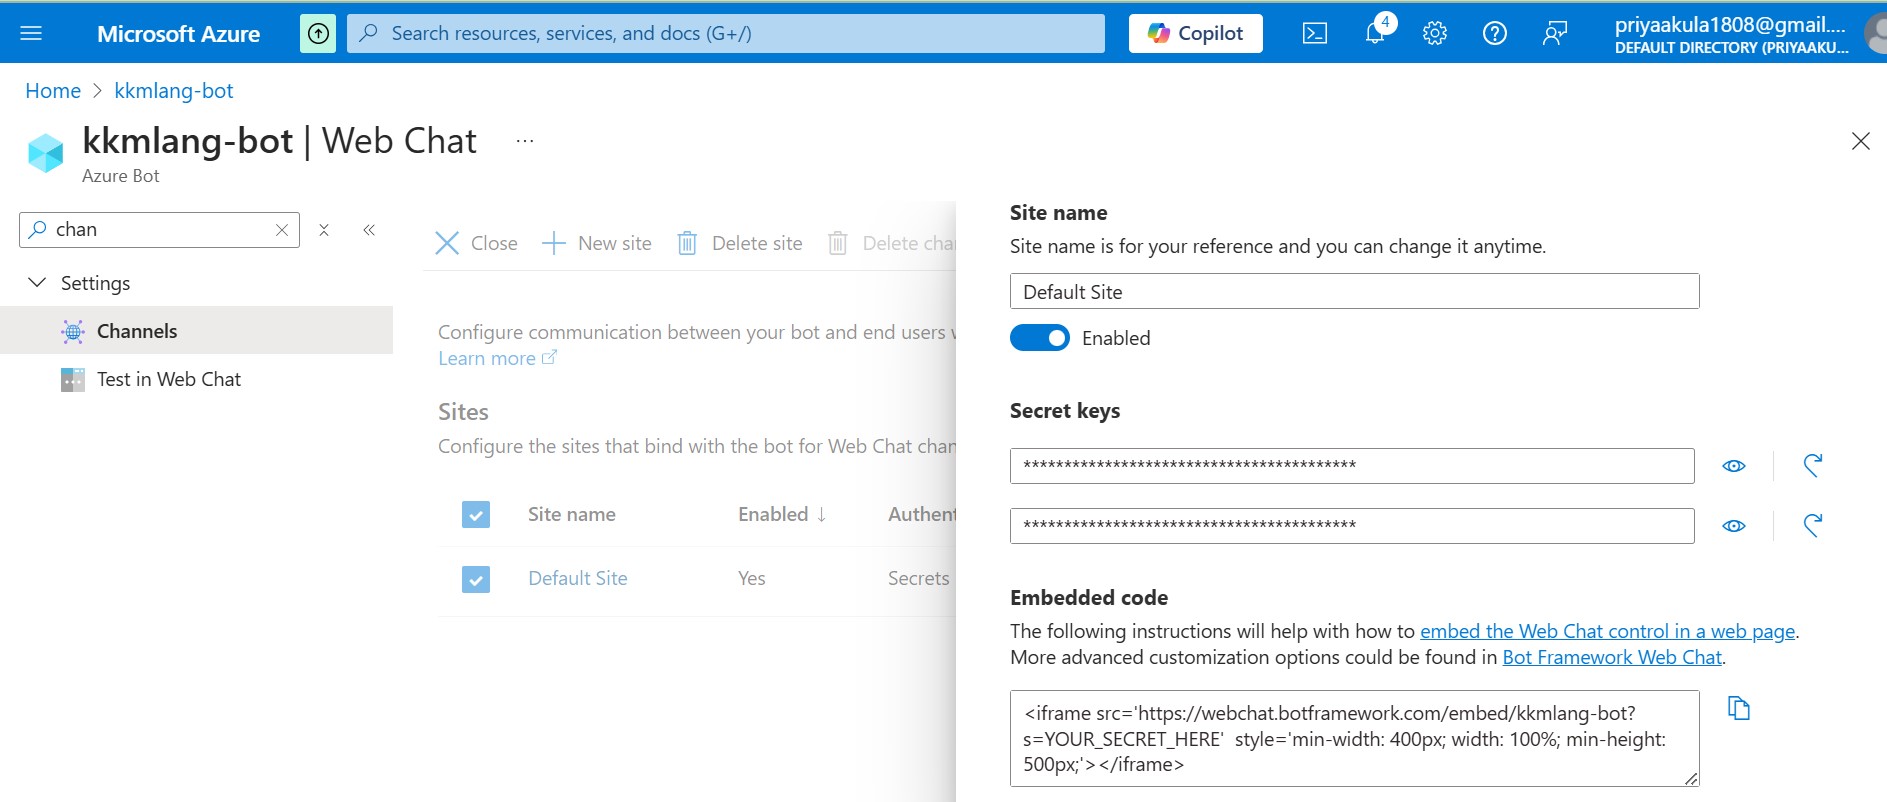 Microsoft Azure
Search resources, services, and docs (G+/)
Copilot
4
priyaakula1808@gmail....
DEFAULT DIRECTORY (PRIYAAKU...
Home > kkmlang-bot
kkmlang-bot | Web Chat ...
Azure Bot
chan
Settings
Channels
Test in Web Chat
Close
New site
Delete site
Delete cha
Configure communication between your bot and end users
Learn more
Sites
Configure the sites that bind with the bot for Web Chat chan
Site name
Enabled ↓
Authent
Default Site
Yes
Secrets
Site name
Site name is for your reference and you can change it anytime.
Default Site
Enabled
Secret keys
*****************************************
*****************************************
Embedded code
The following instructions will help with how to embed the Web Chat control in a web page.
More advanced customization options could be found in Bot Framework Web Chat.
<iframe src='https://webchat.botframework.com/embed/kkmlang-bot?
s=YOUR_SECRET_HERE'  style='min-width: 400px; width: 100%; min-height:
500px;'></iframe>